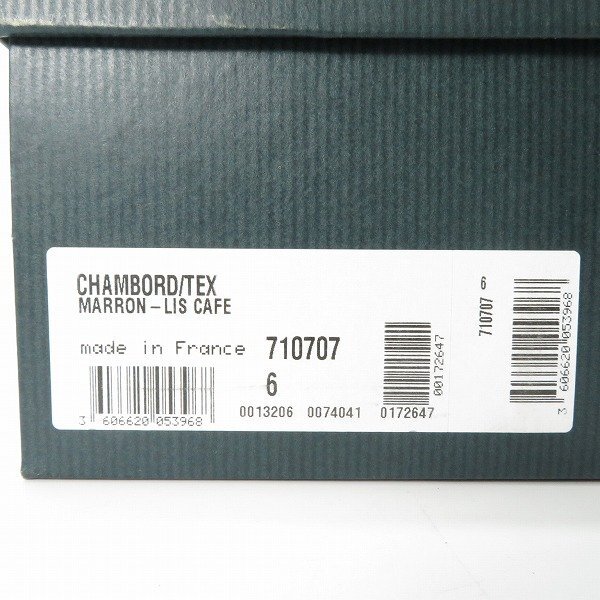 CHAMBORD/TEX
MARRON-LIS CAFE
made in France 710707
6
3 606620 053968
0013206 0074041 0172647
00172647
710707 6
3 606620 053968